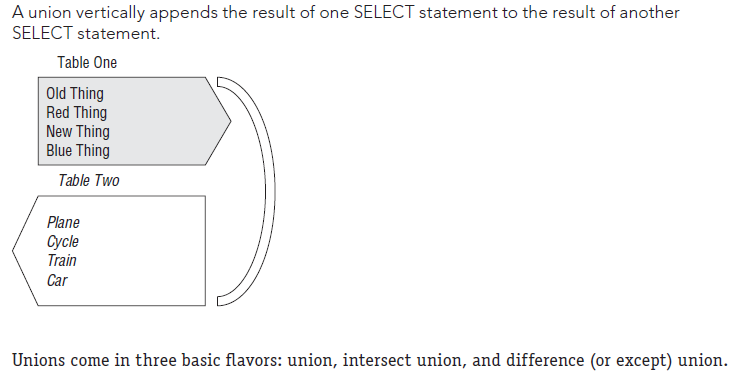 A union vertically appends the result of one SELECT statement to the result of another
SELECT statement.
Table One
Old Thing
Red Thing
New Thing
Blue Thing
Table Two
Plane
Cycle
Train
Car
Unions come in three basic flavors: union, intersect union, and difference (or except) union.